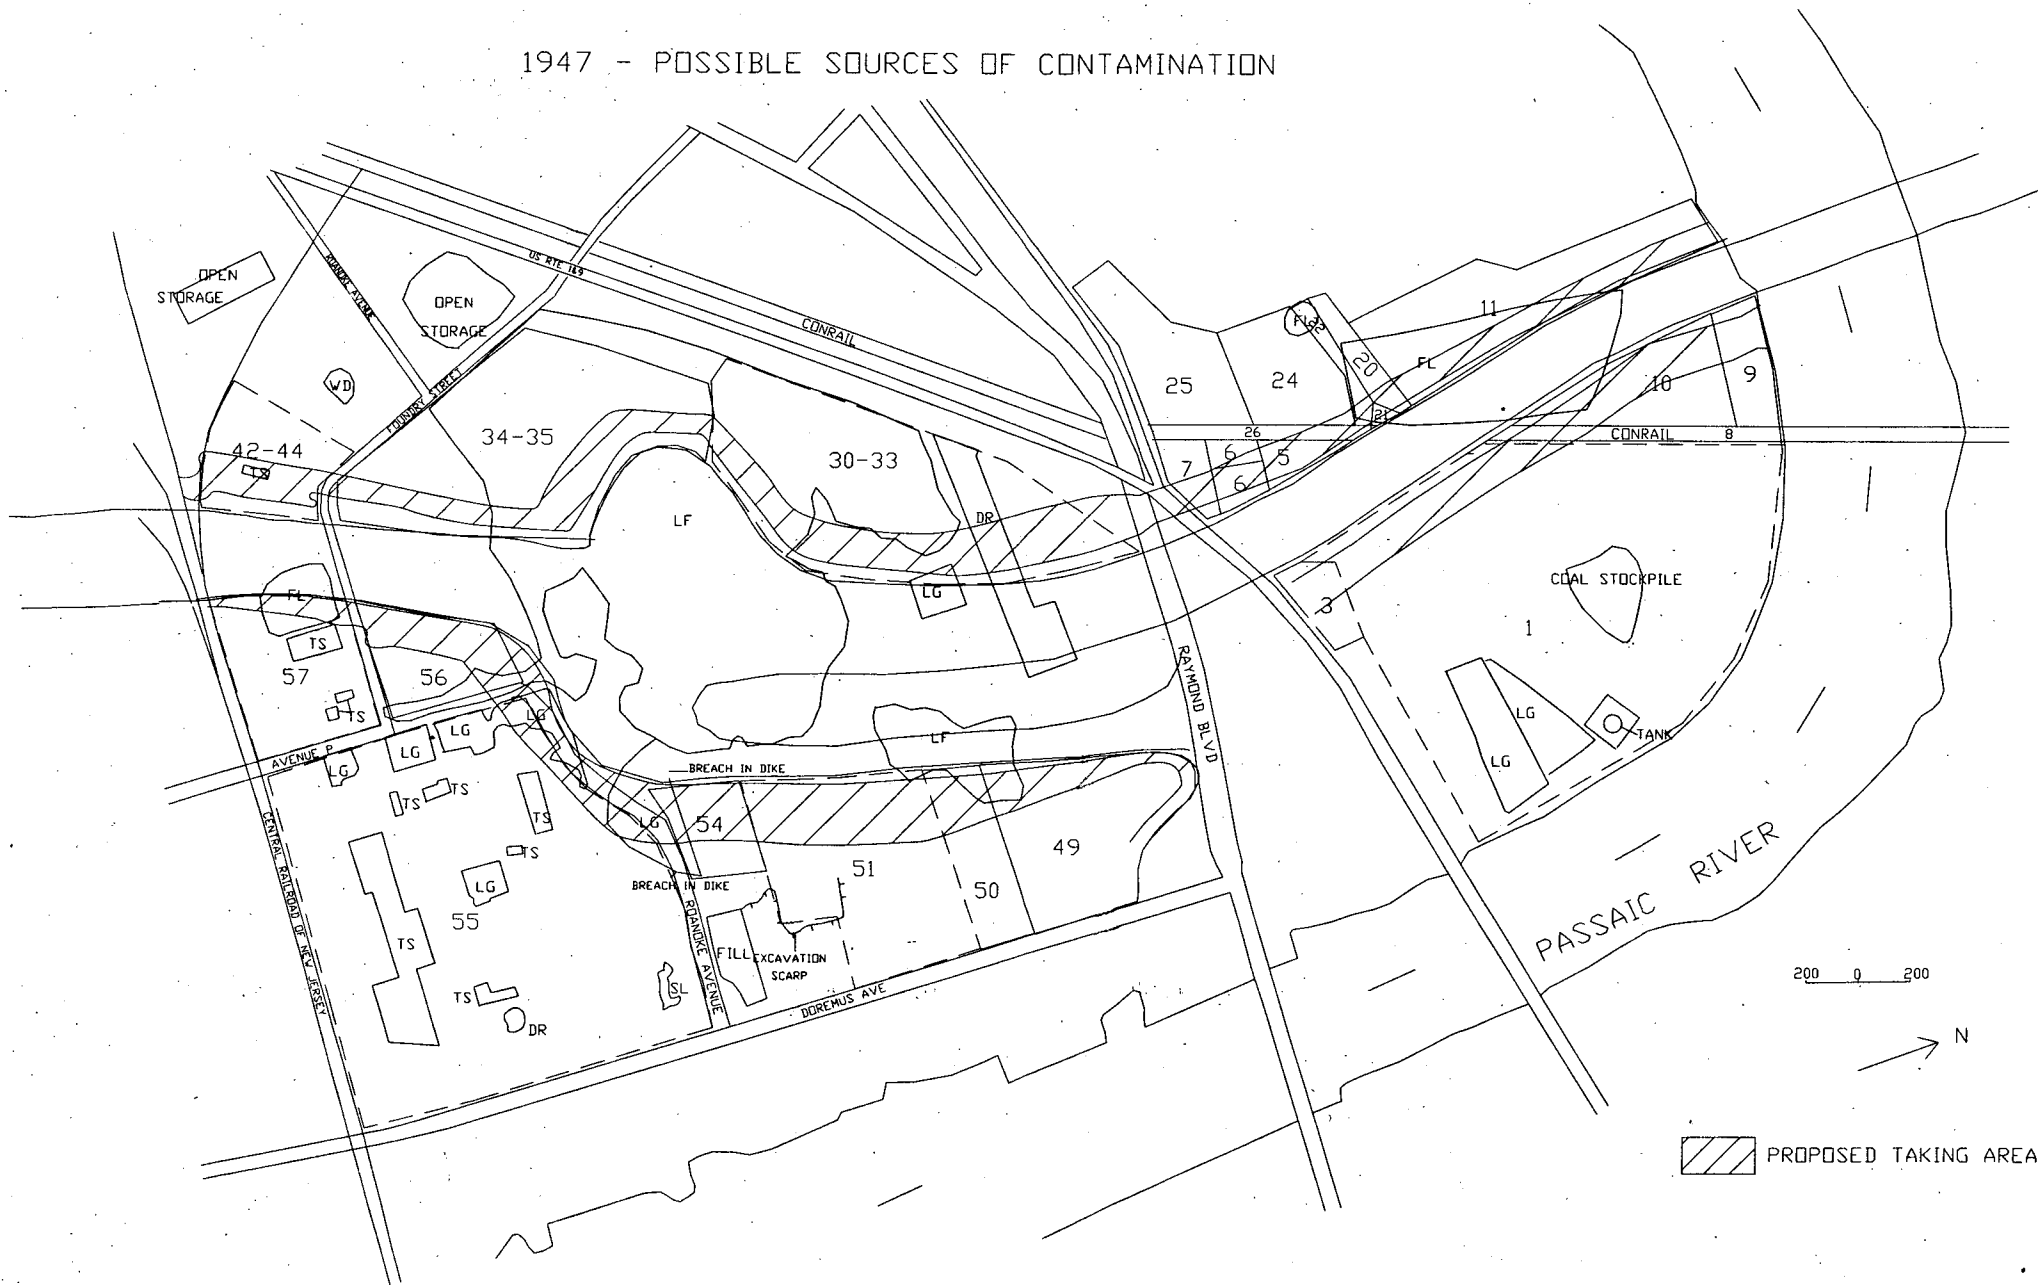 1947 - POSSIBLE SOURCES OF CONTAMINATION
OPEN
STORAGE
ROANOKE AVENUE
OPEN
STORAGE
US RTE 1&9
CONRAIL
WD
FOUNDRY STREET
42-44
TS
34-35
30-33
LF
DR
LG
25
24
FL
22
20
21
11
FL
10
9
26
CONRAIL
8
7
6
5
6
3
COAL STOCKPILE
1
LG
LG
TANK
FL
TS
57
TS
56
AVENUE P
LG
LG
LG
LG
RAYMOND BLVD
LF
BREACH IN DIKE
TS
TS
TS
TS
LG
54
51
49
50
LG
55
BREACH IN DIKE
ROANOKE AVENUE
CENTRAL RAILROAD OF NEW JERSEY
TS
TS
DR
SL
FILL
EXCAVATION
SCARP
DOREMUS AVE
PASSAIC RIVER
200 0 200
N
PROPOSED TAKING AREA